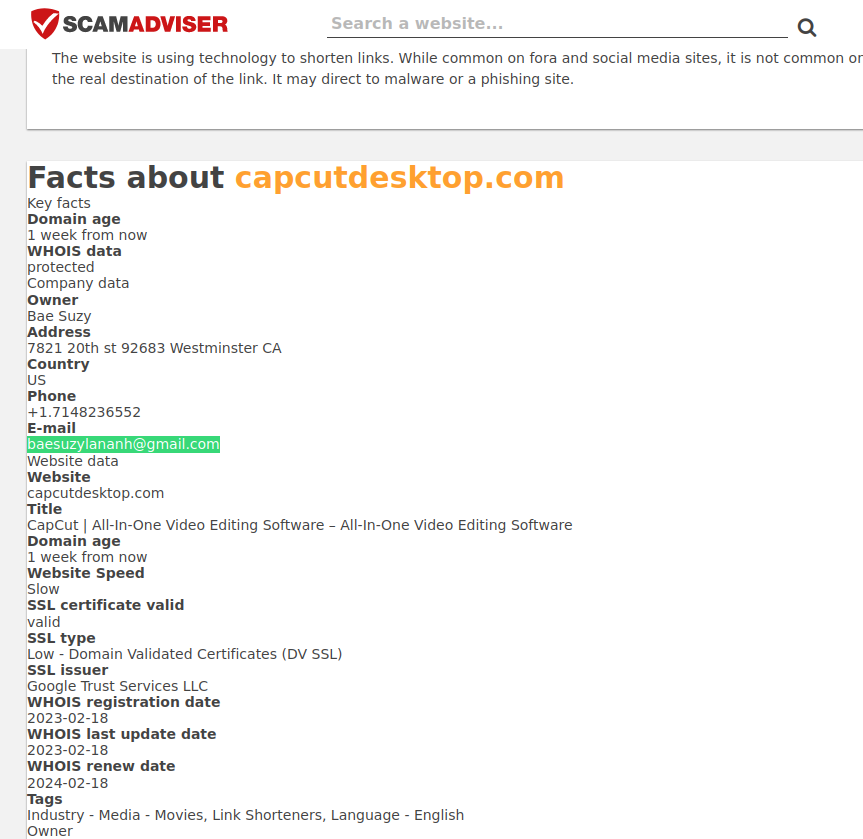 SCAMADVISER
Search a website...
The website is using technology to shorten links. While common on fora and social media sites, it is not common or
the real destination of the link. It may direct to malware or a phishing site.
Facts about capcutdesktop.com
Key facts
Domain age
1 week from now
WHOIS data
protected
Company data
Owner
Bae Suzy
Address
7821 20th st 92683 Westminster CA
Country
US
Phone
+1.7148236552
E-mail
baesuzylananh@gmail.com
Website data
Website
capcutdesktop.com
Title
CapCut | All-In-One Video Editing Software – All-In-One Video Editing Software
Domain age
1 week from now
Website Speed
Slow
SSL certificate valid
valid
SSL type
Low - Domain Validated Certificates (DV SSL)
SSL issuer
Google Trust Services LLC
WHOIS registration date
2023-02-18
WHOIS last update date
2023-02-18
WHOIS renew date
2024-02-18
Tags
Industry - Media - Movies, Link Shorteners, Language - English
Owner